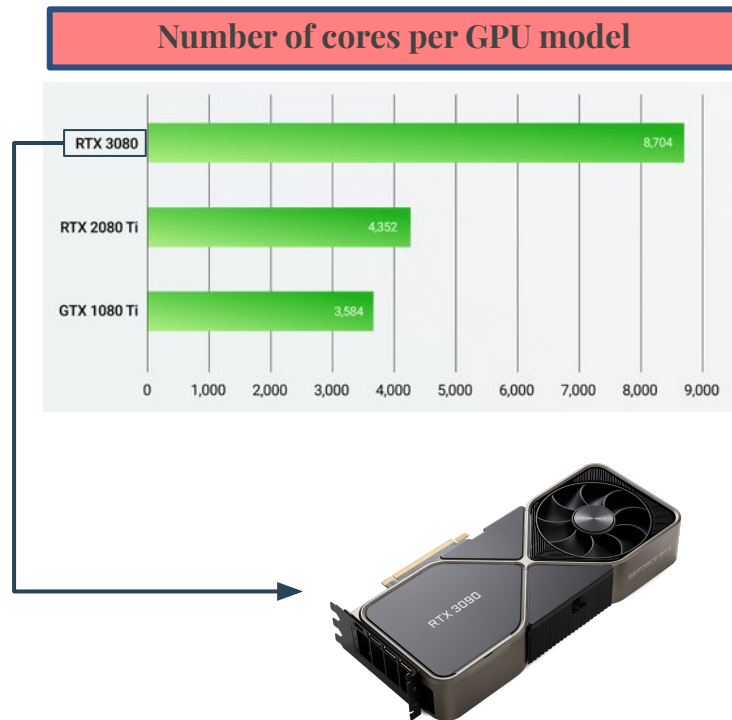 Number of cores per GPU model
RTX 3080
8,704
RTX 2080 Ti
4,352
GTX 1080 Ti
3,584
0 1,000 2,000 3,000 4,000 5,000 6,000 7,000 8,000 9,000
GEFORCE RTX
RTX 3090